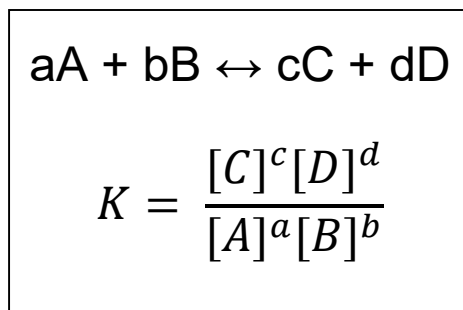 aA + bB ↔ cC + dD
K = [C]^c[D]^d / [A]^a[B]^b